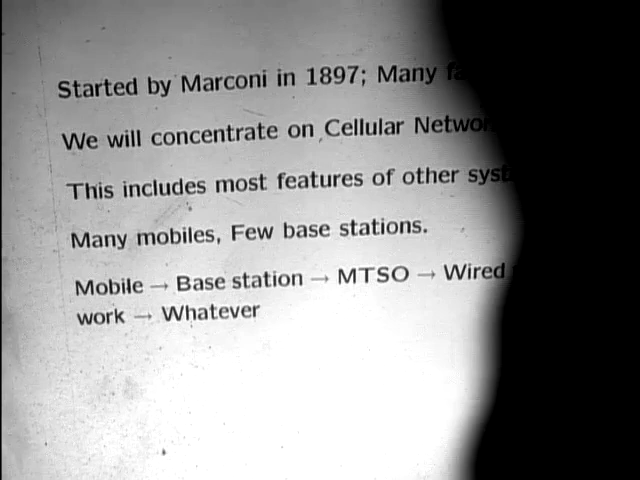 Started by Marconi in 1897; Many
We will concentrate on Cellular
This includes most features of other
Many mobiles, Few base stations.
Mobile → Base station → MTSO → Wired
work → Whatever